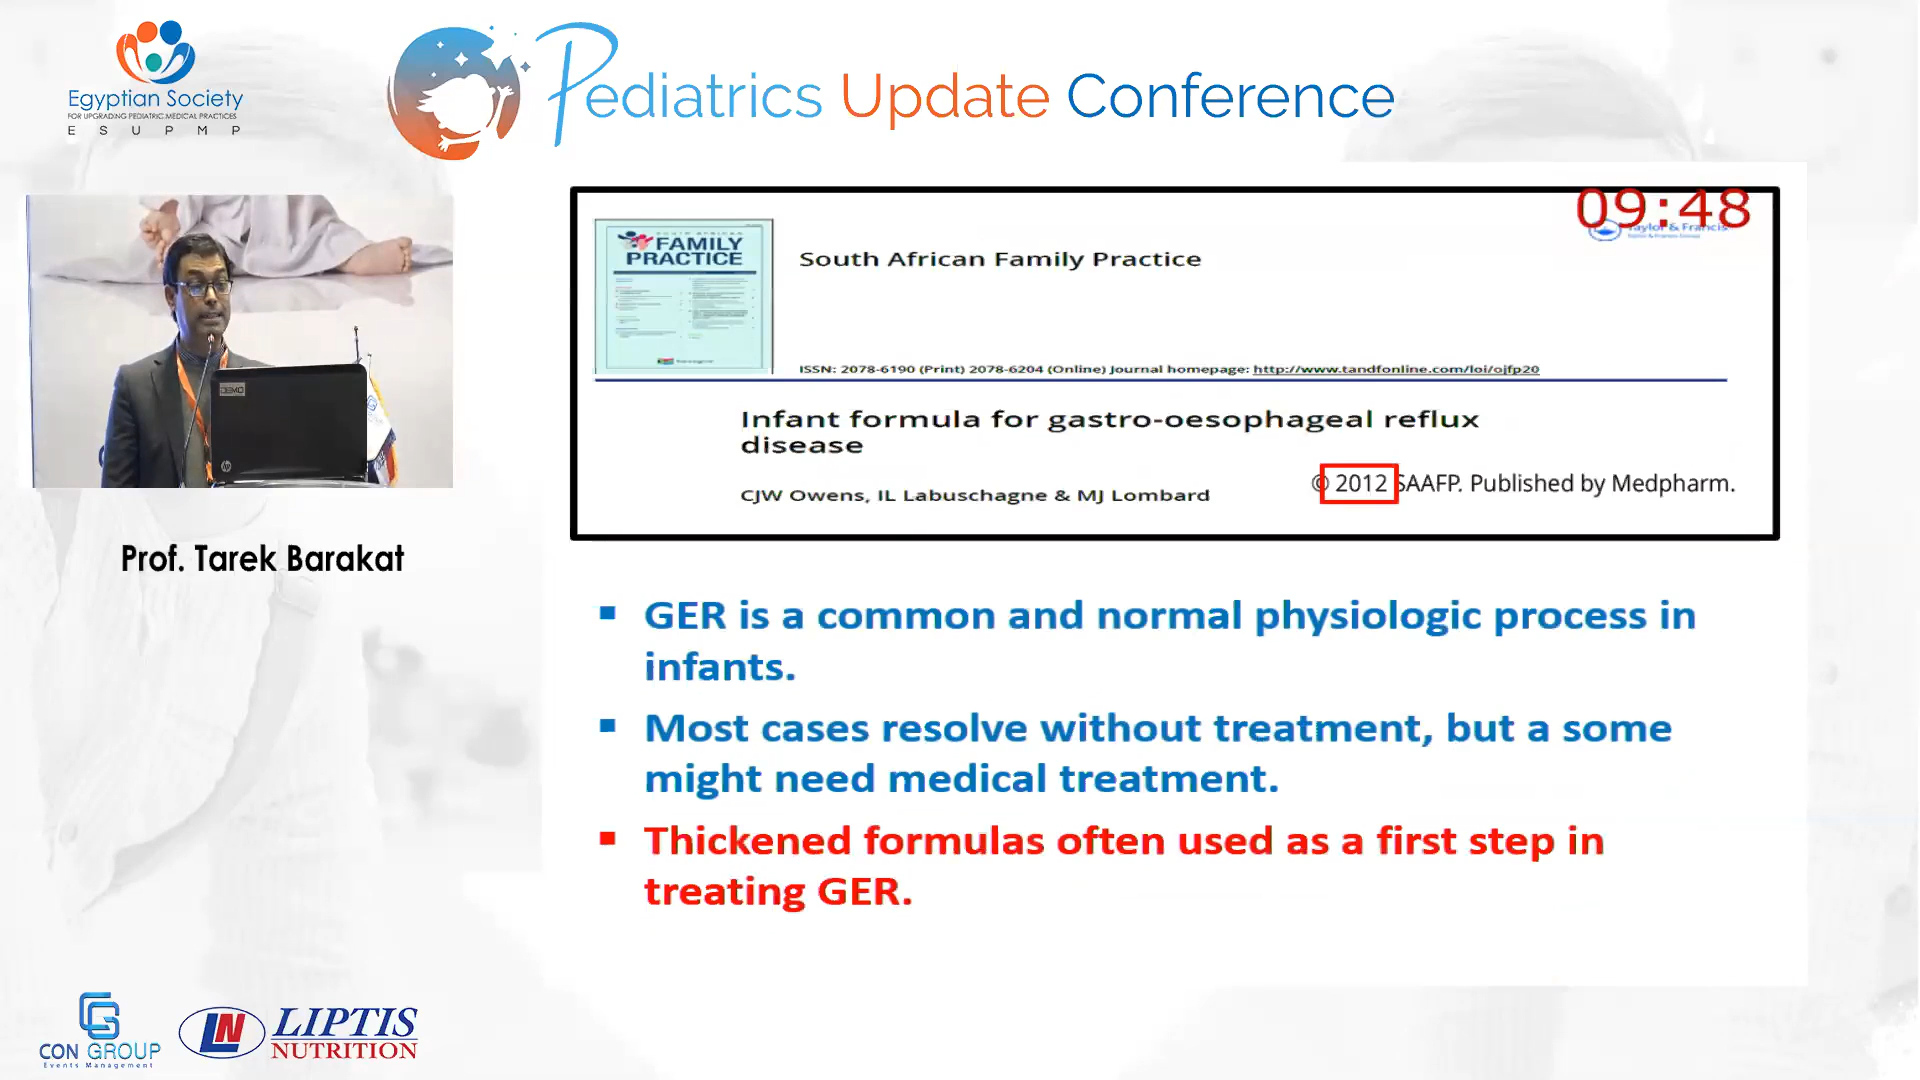 Egyptian Society
FOR UPGRADING PEDIATRIC MEDICAL PRACTICES
E S U P M P
Pediatrics Update Conference
09:48
FAMILY
PRACTICE
South African Family Practice
Taylor & Francis
ISSN: 2078-6190 (Print) 2078-6204 (Online) Journal homepage: http://www.tandfonline.com/loi/ojfp20
Infant formula for gastro-oesophageal reflux
disease
CJW Owens, IL Labuschagne & MJ Lombard
© 2012 SAAFP. Published by Medpharm.
DEMO
hp
Prof. Tarek Barakat
▪ GER is a common and normal physiologic process in
infants.
▪ Most cases resolve without treatment, but a some
might need medical treatment.
▪ Thickened formulas often used as a first step in
treating GER.
CON GROUP
Events Management
LN LIPTIS
NUTRITION